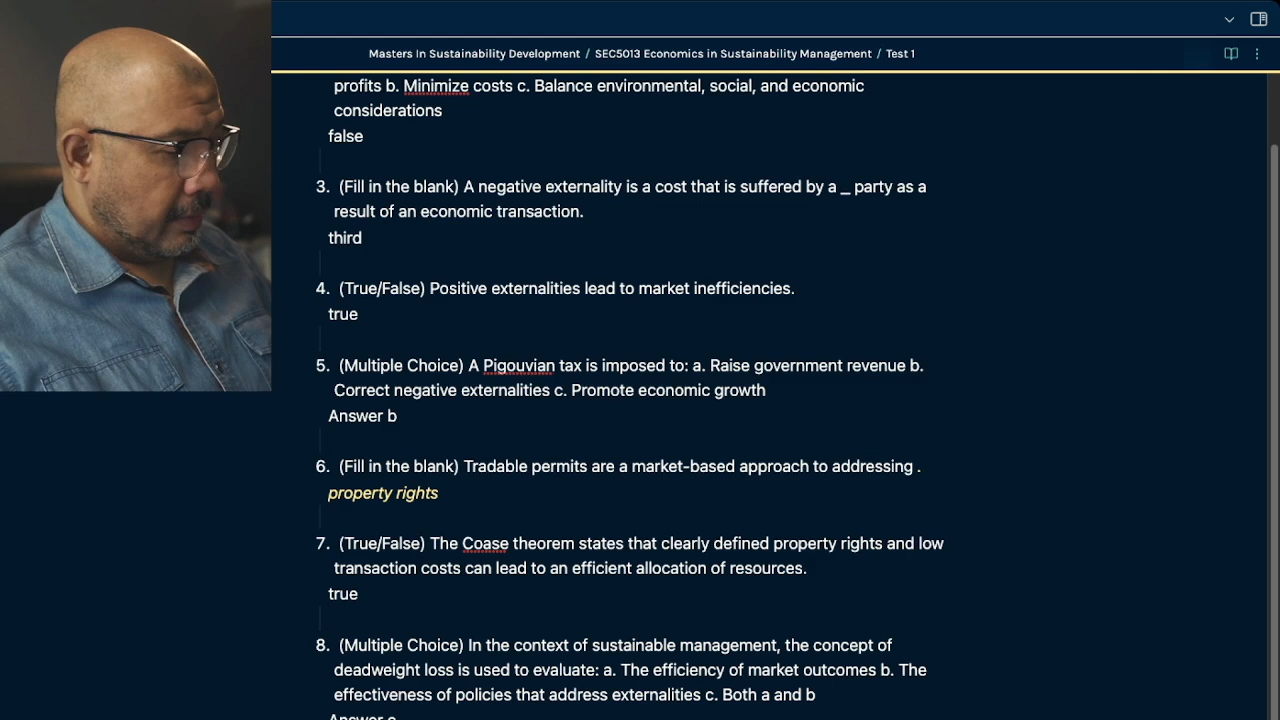 Masters In Sustainability Development / SEC5013 Economics in Sustainability Management / Test 1
profits b. Minimize costs c. Balance environmental, social, and economic
considerations
false
3. (Fill in the blank) A negative externality is a cost that is suffered by a _ party as a
result of an economic transaction.
third
4. (True/False) Positive externalities lead to market inefficiencies.
true
5. (Multiple Choice) A Pigouvian tax is imposed to: a. Raise government revenue b.
Correct negative externalities c. Promote economic growth
Answer b
6. (Fill in the blank) Tradable permits are a market-based approach to addressing .
property rights
7. (True/False) The Coase theorem states that clearly defined property rights and low
transaction costs can lead to an efficient allocation of resources.
true
8. (Multiple Choice) In the context of sustainable management, the concept of
deadweight loss is used to evaluate: a. The efficiency of market outcomes b. The
effectiveness of policies that address externalities c. Both a and b